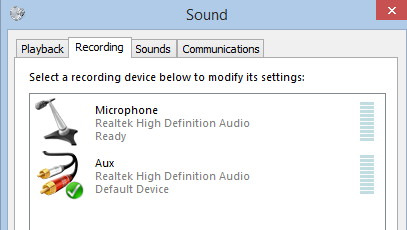 Sound
Playback Recording Sounds Communications
Select a recording device below to modify its settings:
Microphone
Realtek High Definition Audio
Ready
Aux
Realtek High Definition Audio
Default Device